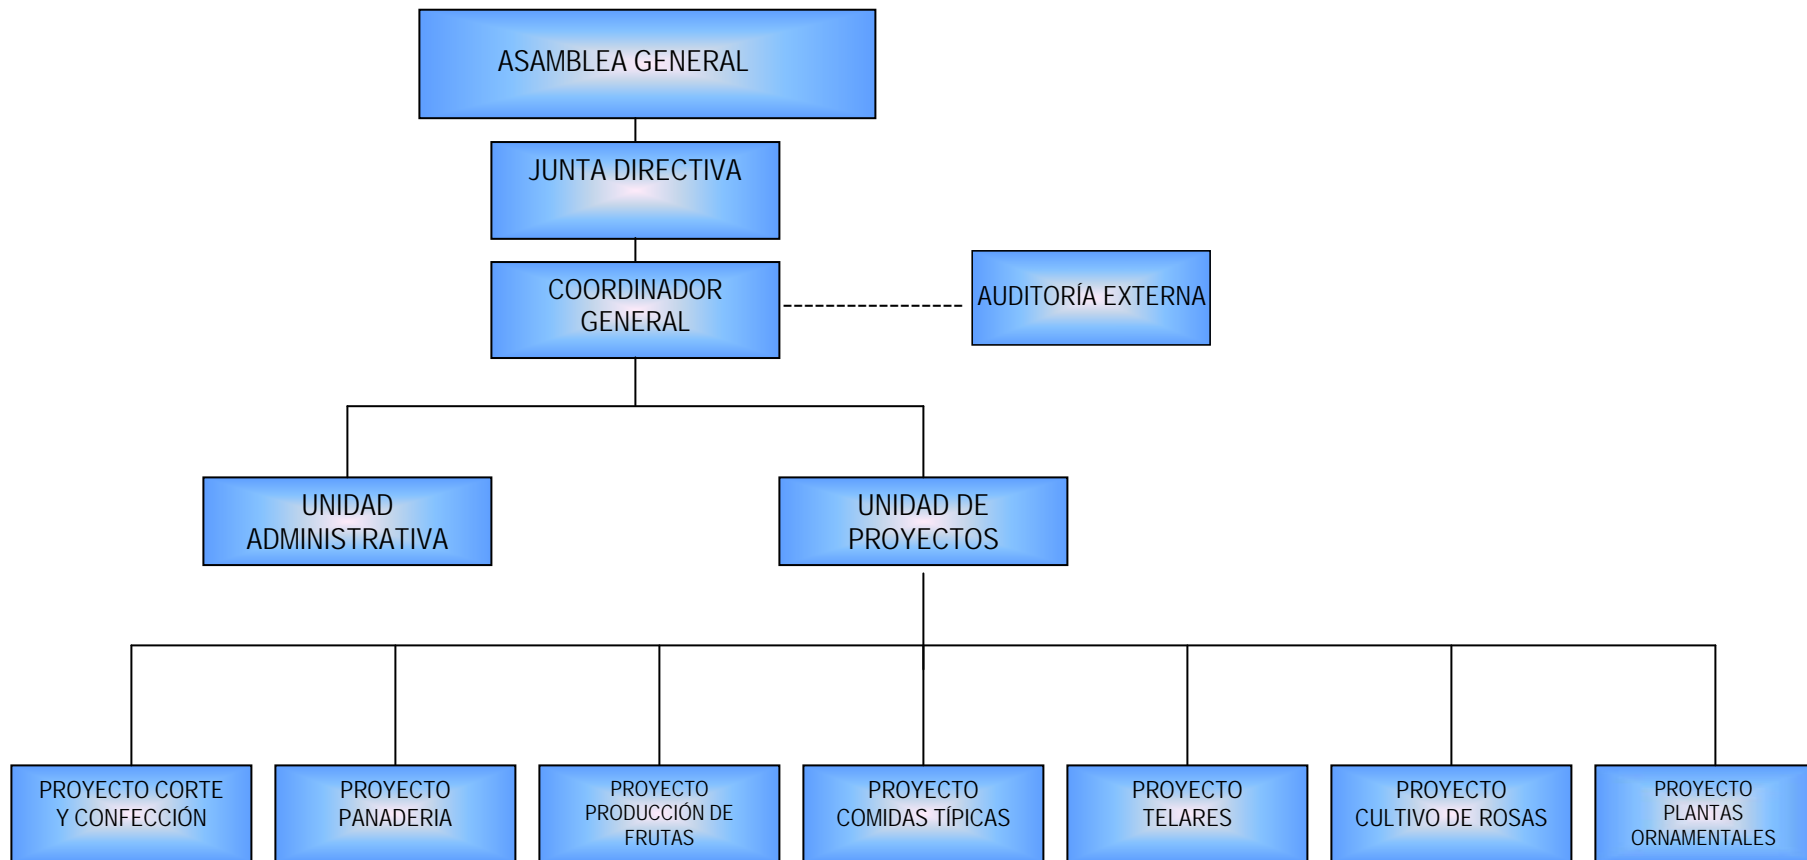 ASAMBLEA GENERAL
JUNTA DIRECTIVA
COORDINADOR
GENERAL
AUDITORÍA EXTERNA
UNIDAD
ADMINISTRATIVA
UNIDAD DE
PROYECTOS
PROYECTO CORTE
Y CONFECCIÓN
PROYECTO
PANADERIA
PROYECTO
PRODUCCIÓN DE
FRUTAS
PROYECTO
COMIDAS TÍPICAS
PROYECTO
TELARES
PROYECTO
CULTIVO DE ROSAS
PROYECTO
PLANTAS
ORNAMENTALES